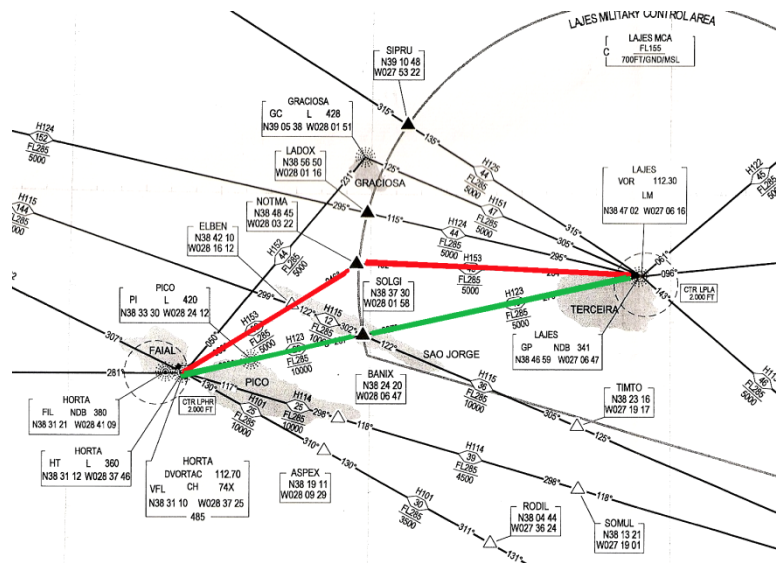 LAJES MILITARY CONTROL AREA
LAJES MCA
C
FL155
700FT/GND/MSL
SIPRU
N39 10 48
W027 53 22
315°
135°
H125
44
FL285
5000
315°
GRACIOSA
GC L 428
N39 05 38 W028 01 51
GRACIOSA
125°
H151
47
FL285
5000
305°
LADOX
N38 56 50
W028 01 16
H124
152
FL285
5000
295°
115°
H124
44
FL285
5000
295°
LAJES
VOR 112.30
LM
N38 47 02 W027 06 16
H122
45
FL285
5000
061°
096°
143°
CTR LPLA
2.000 FT
NOTMA
N38 48 45
W028 03 22
ELBEN
N38 42 10
W028 16 12
H115
144
FL285
5000
231°
H152
44
FL285
5000
050°
H153
FL285
5000
SOLGI
N38 37 30
W028 01 58
H123
FL285
5000
TERCEIRA
LAJES
GP NDB 341
N38 46 59 W027 06 47
PICO
PI L 420
N38 33 30 W028 24 12
299°
122°
H115
12
FL285
10000
302°
122°
H153
5000
H123
FL285
10000
307°
FAIAL
281°
SAO JORGE
H115
36
FL285
10000
305°
125°
H115
46
FL285
5000
BANIX
N38 24 20
W028 06 47
TIMTO
N38 23 16
W027 19 17
PICO
HORTA
FIL NDB 380
N38 31 21 W028 41 09
CTR LPHR
2.000 FT
130°
117°
H101
25
FL285
10000
H114
25
FL285
10000
298°
118°
H114
39
FL285
4500
298°
118°
HORTA
HT L 360
N38 31 12 W028 37 46
HORTA
DVORTAC 112.70
VFL CH 74X
N38 31 10 W028 37 25
485
310°
130°
ASPEX
N38 19 11
W028 09 29
H101
30
FL285
3500
311°
131°
RODIL
N38 04 44
W027 36 24
SOMUL
N38 13 21
W027 19 01